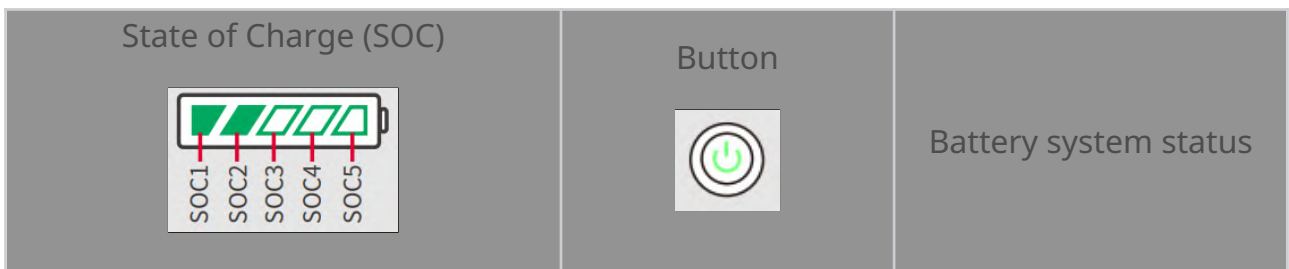 State of Charge (SOC)
SOC1
SOC2
SOC3
SOC4
SOC5
Button
Battery system status